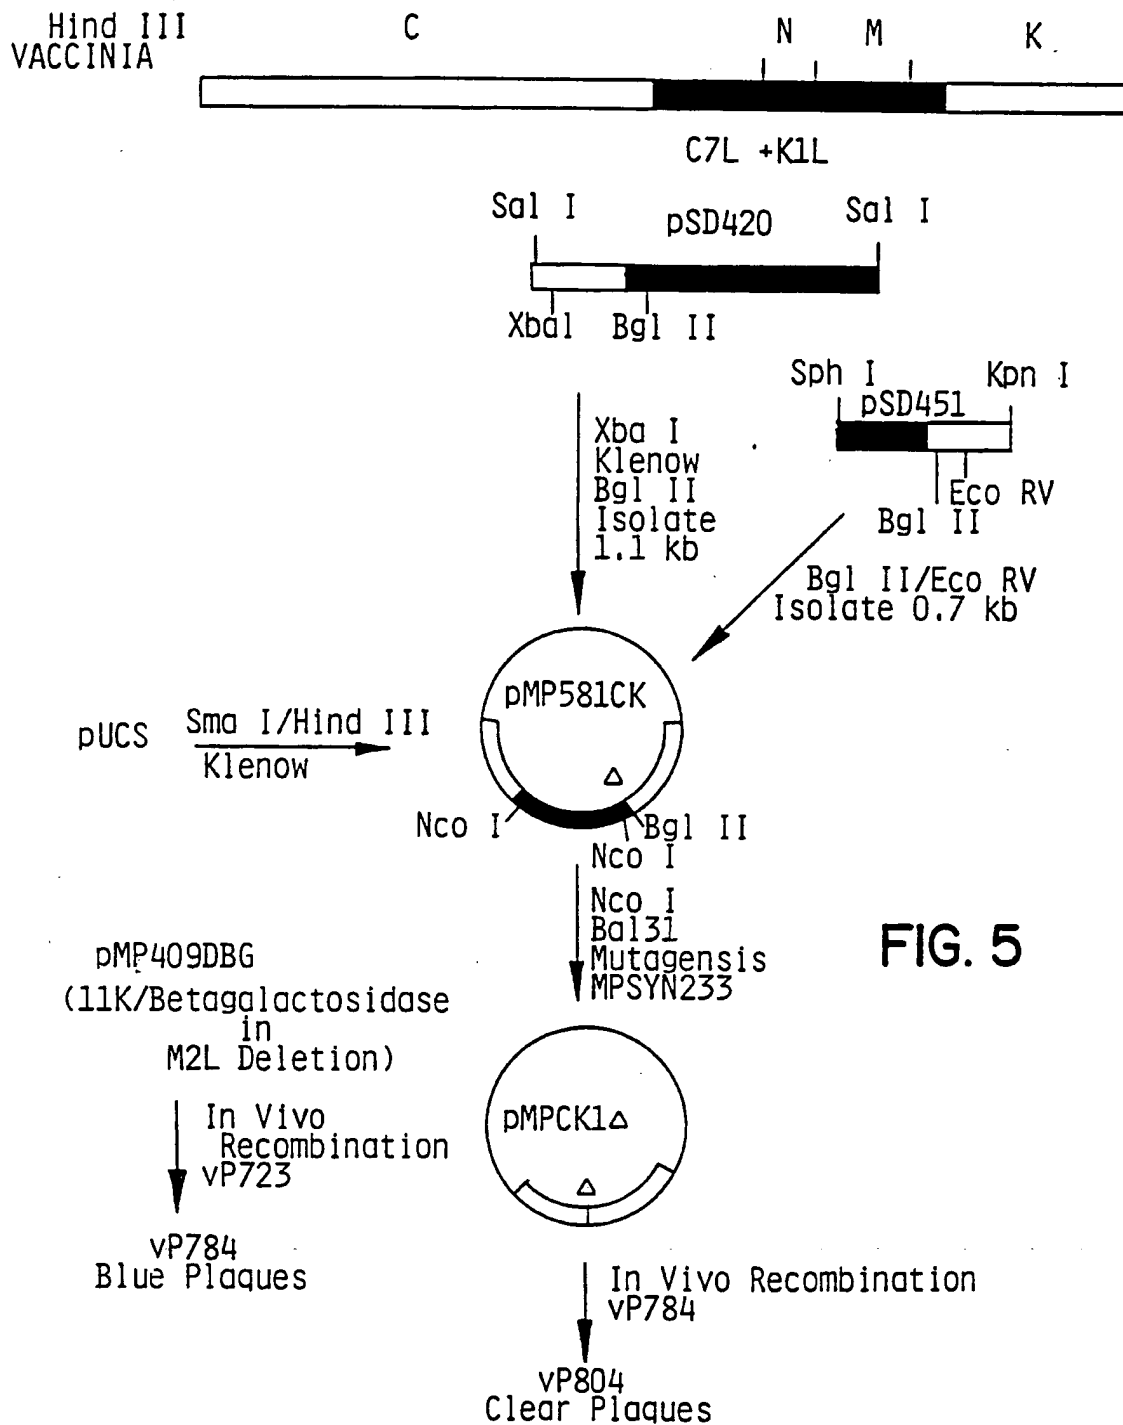 Hind III C N M K
VACCINIA
C7L +K1L
Sal I pSD420 Sal I
XbaI Bgl II
Sph I Kpn I
pSD451
Eco RV
Bgl II
Xba I
Klenow
Bgl II
Isolate
1.1 kb
Bgl II/Eco RV
Isolate 0.7 kb
pMP581CK
pUCS Sma I/Hind III
Klenow
Δ
Nco I Bgl II
Nco I
Nco I
Bal31
Mutagensis
MPSYN233
FIG. 5
pMP409DBG
(11K/Betagalactosidase
in
M2L Deletion)
In Vivo
Recombination
vP723
vP784
Blue Plaques
pMPCK1Δ
Δ
In Vivo Recombination
vP784
vP804
Clear Plaques